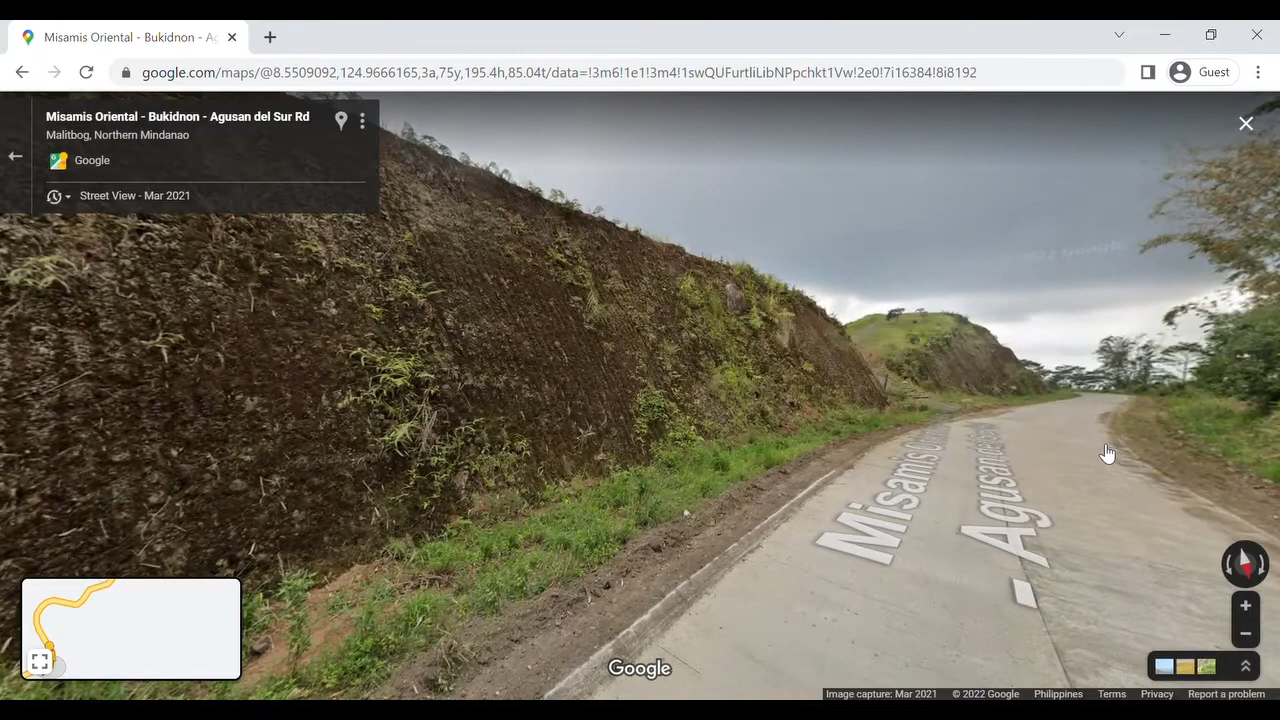 Misamis Oriental - Bukidnon - Ag
google.com/maps/@8.5509092,124.9666165,3a,75y,195.4h,85.04t/data=!3m6!1e1!3m4!1swQUFurtliLibNPpchkt1Vw!2e0!7i16384!8i8192
Guest
Misamis Oriental - Bukidnon - Agusan del Sur Rd
Malitbog, Northern Mindanao
Google
Street View - Mar 2021
Misamis
- Agusan del
Google
Image capture: Mar 2021 © 2022 Google Philippines Terms Privacy Report a problem